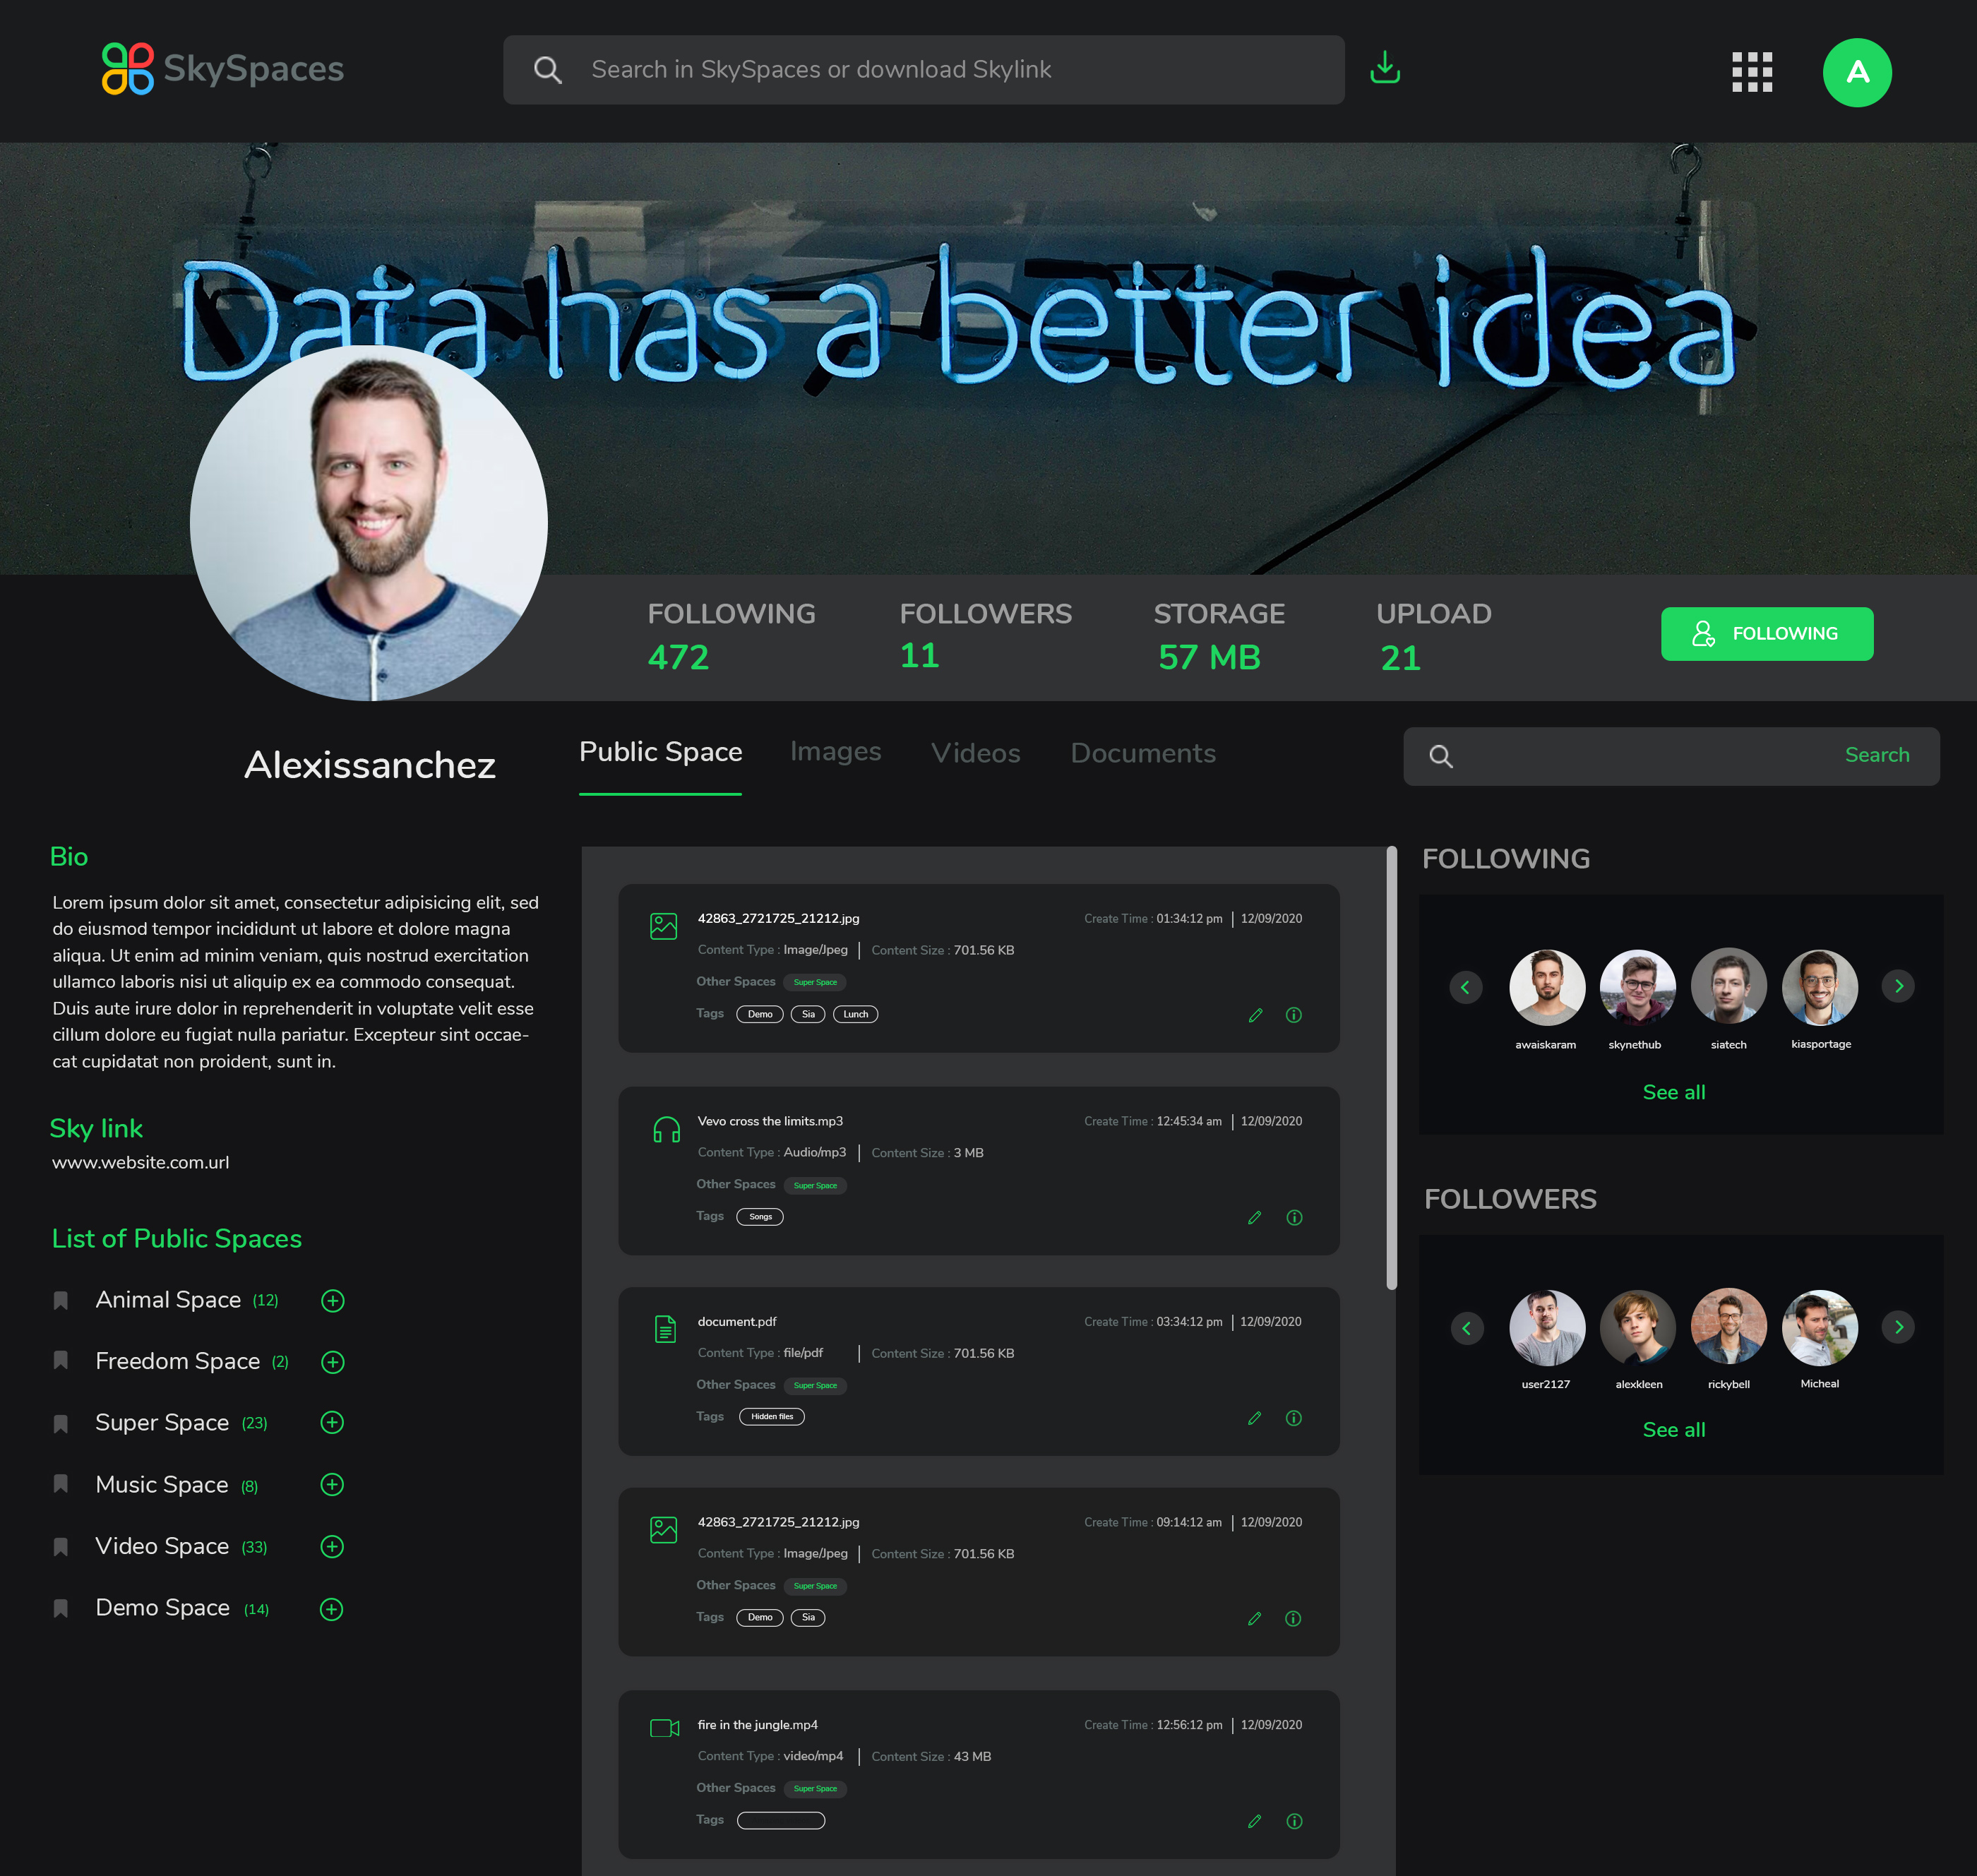 SkySpaces
Search in SkySpaces or download Skylink
A
Data has a better idea
FOLLOWING
472
FOLLOWERS
11
STORAGE
57 MB
UPLOAD
21
FOLLOWING
Alexissanchez
Public Space
Images
Videos
Documents
Search
Bio
Lorem ipsum dolor sit amet, consectetur adipisicing elit, sed
do eiusmod tempor incididunt ut labore et dolore magna
aliqua. Ut enim ad minim veniam, quis nostrud exercitation
ullamco laboris nisi ut aliquip ex ea commodo consequat.
Duis aute irure dolor in reprehenderit in voluptate velit esse
cillum dolore eu fugiat nulla pariatur. Excepteur sint occae-
cat cupidatat non proident, sunt in.
Sky link
www.website.com.url
List of Public Spaces
Animal Space (12)
Freedom Space (2)
Super Space (23)
Music Space (8)
Video Space (33)
Demo Space (14)
42863_2721725_21212.jpg
Create Time : 01:34:12 pm | 12/09/2020
Content Type : Image/Jpeg | Content Size : 701.56 KB
Other Spaces Super Space
Tags Demo Sia Lunch
Vevo cross the limits.mp3
Create Time : 12:45:34 am | 12/09/2020
Content Type : Audio/mp3 | Content Size : 3 MB
Other Spaces Super Space
Tags Songs
document.pdf
Create Time : 03:34:12 pm | 12/09/2020
Content Type : file/pdf | Content Size : 701.56 KB
Other Spaces Super Space
Tags Hidden files
42863_2721725_21212.jpg
Create Time : 09:14:12 am | 12/09/2020
Content Type : Image/Jpeg | Content Size : 701.56 KB
Other Spaces Super Space
Tags Demo Sia
fire in the jungle.mp4
Create Time : 12:56:12 pm | 12/09/2020
Content Type : video/mp4 | Content Size : 43 MB
Other Spaces Super Space
Tags
FOLLOWING
awaiskaram
skynethub
siatech
kiasportage
See all
FOLLOWERS
user2127
alexkleen
rickybell
Micheal
See all